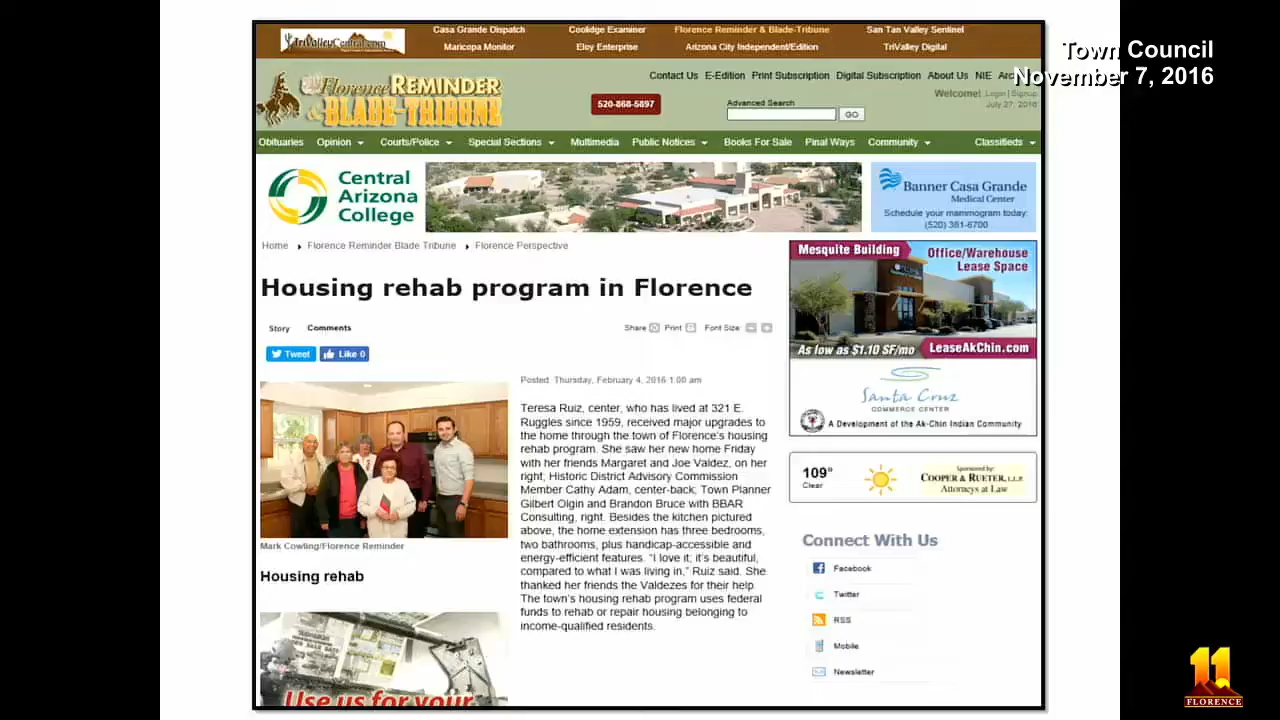 Town Council
November 7, 2016
TriValleyCentral.com
Casa Grande Dispatch
Coolidge Examiner
Florence Reminder & Blade-Tribune
San Tan Valley Sentinel
Maricopa Monitor
Eloy Enterprise
Arizona City Independent/Edition
TriValley Digital
Florence REMINDER
& BLADE-TRIBUNE
Contact Us E-Edition Print Subscription Digital Subscription About Us NIE
Welcome! Login | Signup
July 27, 2016
520-868-5897
Advanced Search
GO
Obituaries Opinion Courts/Police Special Sections Multimedia Public Notices Books For Sale Pinal Ways Community Classifieds
Central
Arizona
College
Banner Casa Grande
Medical Center
Schedule your mammogram today:
(520) 381-6700
Home Florence Reminder Blade Tribune Florence Perspective
Housing rehab program in Florence
Story Comments
Share Print Font Size:
Tweet Like 0
Posted: Thursday, February 4, 2016 1:00 am
Teresa Ruiz, center, who has lived at 321 E.
Ruggles since 1959, received major upgrades to
the home through the town of Florence's housing
rehab program. She saw her new home Friday
with her friends Margaret and Joe Valdez, on her
right; Historic District Advisory Commission
Member Cathy Adam, center-back; Town Planner
Gilbert Olgin and Brandon Bruce with BBAR
Consulting, right. Besides the kitchen pictured
above, the home extension has three bedrooms,
two bathrooms, plus handicap-accessible and
energy-efficient features. "I love it; it's beautiful,
compared to what I was living in," Ruiz said. She
thanked her friends the Valdezes for their help.
The town's housing rehab program uses federal
funds to rehab or repair housing belonging to
income-qualified residents.
Mark Cowling/Florence Reminder
Housing rehab
Use us for your
Mesquite Building
Office/Warehouse
Lease Space
As low as $1.10 SF/mo
LeaseAkChin.com
Santa Cruz
COMMERCE CENTER
A Development of the Ak-Chin Indian Community
109°
Clear
Sponsored by:
COOPER & RUETER, L.L.P.
Attorneys at Law
Connect With Us
Facebook
Twitter
RSS
Mobile
Newsletter
11
FLORENCE